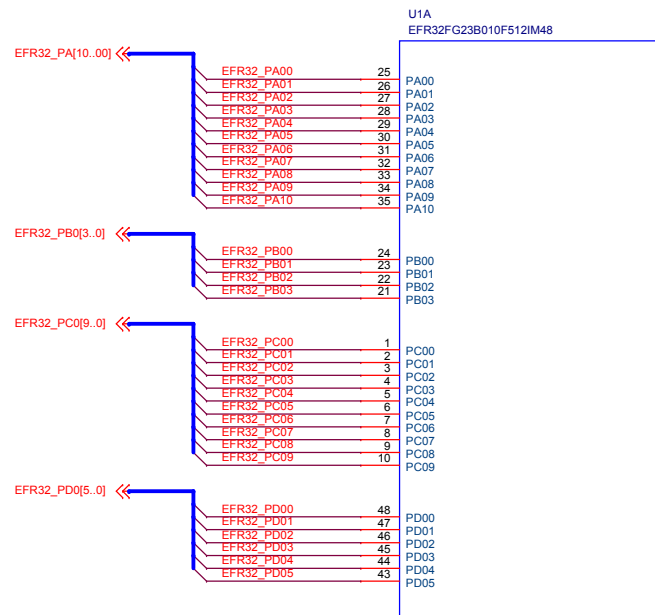 U1A
EFR32FG23B010F512IM48
EFR32_PA[10..00]
EFR32_PA00 25 PA00
EFR32_PA01 26 PA01
EFR32_PA02 27 PA02
EFR32_PA03 28 PA03
EFR32_PA04 29 PA04
EFR32_PA05 30 PA05
EFR32_PA06 31 PA06
EFR32_PA07 32 PA07
EFR32_PA08 33 PA08
EFR32_PA09 34 PA09
EFR32_PA10 35 PA10
EFR32_PB0[3..0]
EFR32_PB00 24 PB00
EFR32_PB01 23 PB01
EFR32_PB02 22 PB02
EFR32_PB03 21 PB03
EFR32_PC0[9..0]
EFR32_PC00 1 PC00
EFR32_PC01 2 PC01
EFR32_PC02 3 PC02
EFR32_PC03 4 PC03
EFR32_PC04 5 PC04
EFR32_PC05 6 PC05
EFR32_PC06 7 PC06
EFR32_PC07 8 PC07
EFR32_PC08 9 PC08
EFR32_PC09 10 PC09
EFR32_PD0[5..0]
EFR32_PD00 48 PD00
EFR32_PD01 47 PD01
EFR32_PD02 46 PD02
EFR32_PD03 45 PD03
EFR32_PD04 44 PD04
EFR32_PD05 43 PD05